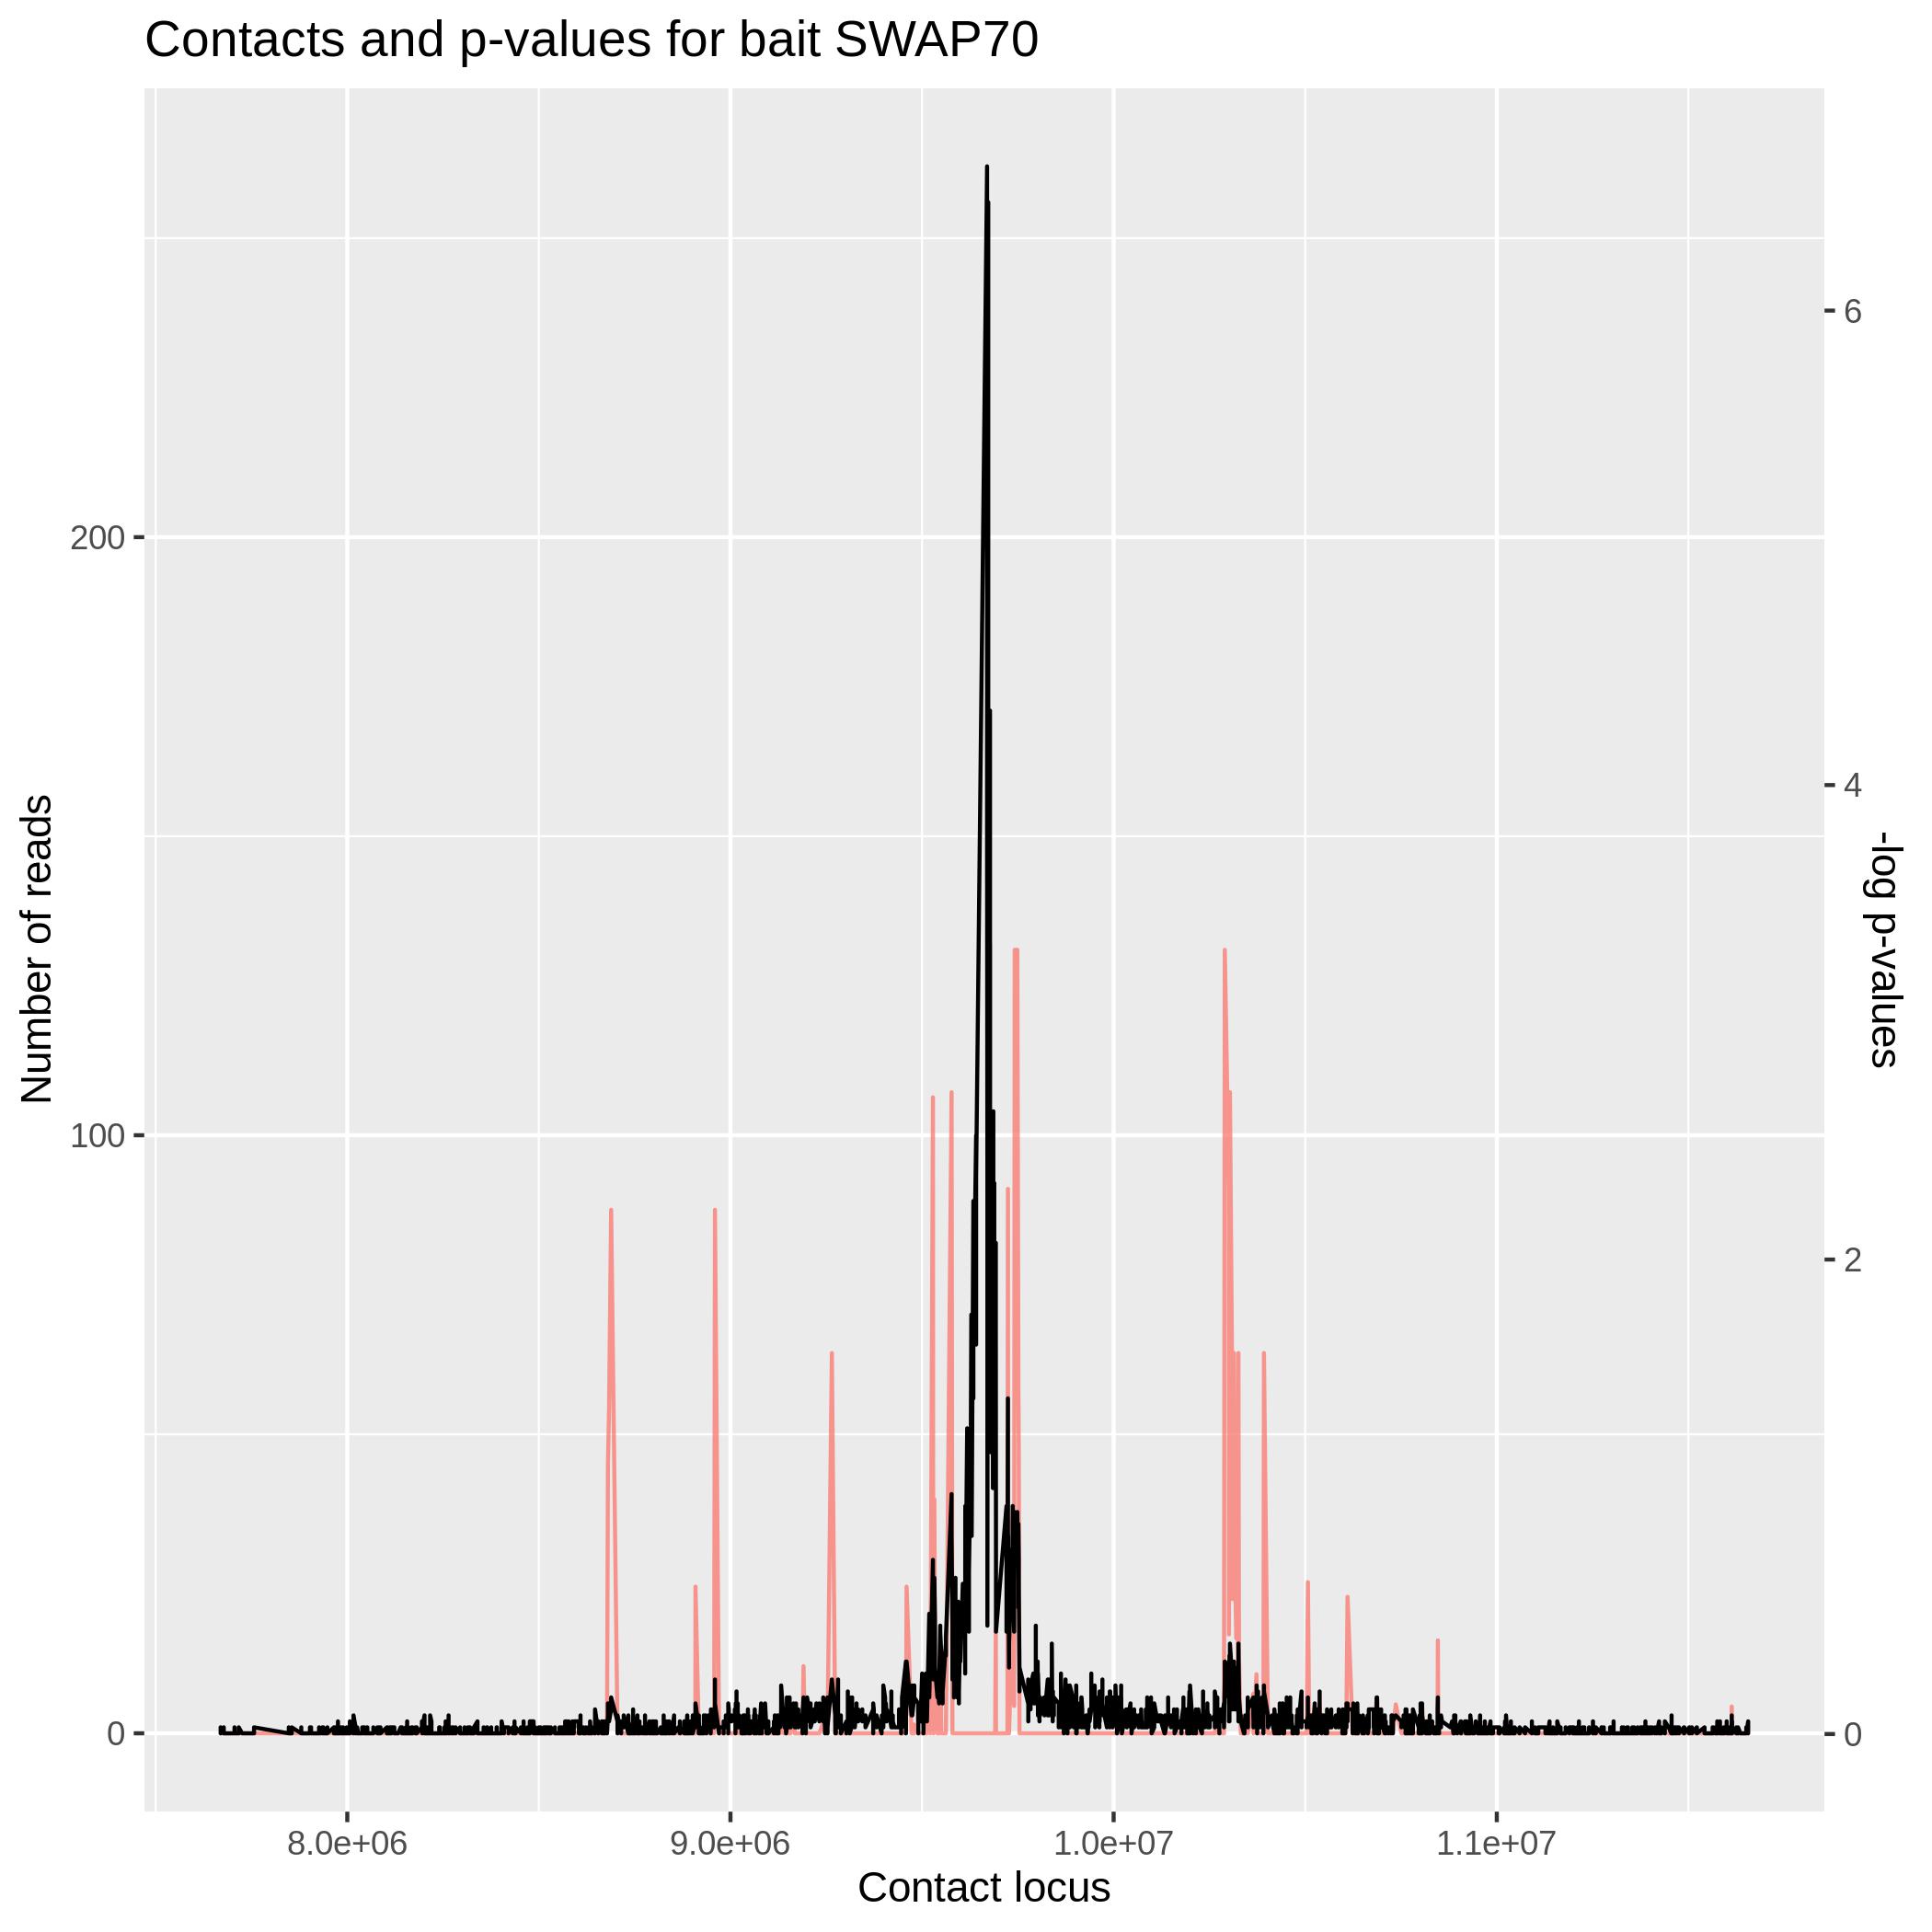 Contacts and p-values for bait SWAP70
Number of reads
200
100
0
6
4
2
0
-log p-values
8.0e+06
9.0e+06
1.0e+07
1.1e+07
Contact locus